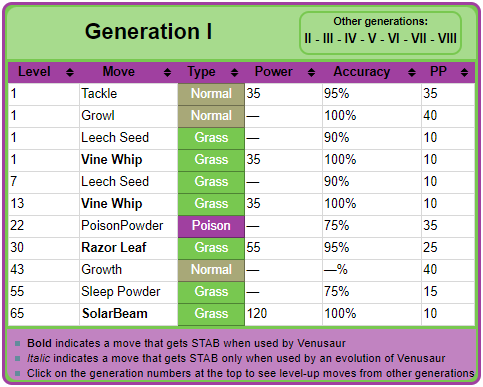 Generation I
Other generations:
II - III - IV - V - VI - VII - VIII
Level Move Type Power Accuracy PP
1 Tackle Normal 35 95% 35
1 Growl Normal — 100% 40
1 Leech Seed Grass — 90% 10
1 Vine Whip Grass 35 100% 10
7 Leech Seed Grass — 90% 10
13 Vine Whip Grass 35 100% 10
22 PoisonPowder Poison — 75% 35
30 Razor Leaf Grass 55 95% 25
43 Growth Normal — —% 40
55 Sleep Powder Grass — 75% 15
65 SolarBeam Grass 120 100% 10
Bold indicates a move that gets STAB when used by Venusaur
Italic indicates a move that gets STAB only when used by an evolution of Venusaur
Click on the generation numbers at the top to see level-up moves from other generations